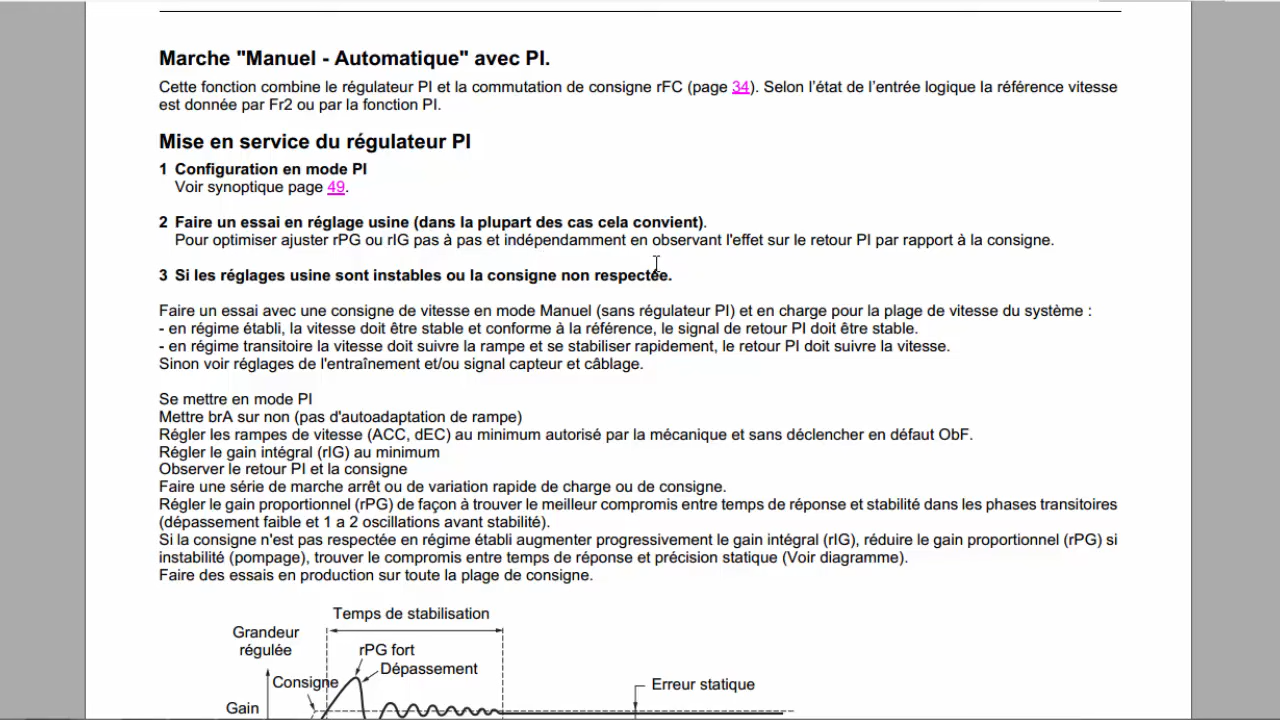 Marche "Manuel - Automatique" avec PI.
Cette fonction combine le régulateur PI et la commutation de consigne rFC (page 34). Selon l’état de l’entrée logique la référence vitesse
est donnée par Fr2 ou par la fonction PI.
Mise en service du régulateur PI
1 Configuration en mode PI
Voir synoptique page 49.
2 Faire un essai en réglage usine (dans la plupart des cas cela convient).
Pour optimiser ajuster rPG ou rIG pas à pas et indépendamment en observant l'effet sur le retour PI par rapport à la consigne.
3 Si les réglages usine sont instables ou la consigne non respectée.
Faire un essai avec une consigne de vitesse en mode Manuel (sans régulateur PI) et en charge pour la plage de vitesse du système :
- en régime établi, la vitesse doit être stable et conforme à la référence, le signal de retour PI doit être stable.
- en régime transitoire la vitesse doit suivre la rampe et se stabiliser rapidement, le retour PI doit suivre la vitesse.
Sinon voir réglages de l'entraînement et/ou signal capteur et câblage.
Se mettre en mode PI
Mettre brA sur non (pas d'autoadaptation de rampe)
Régler les rampes de vitesse (ACC, dEC) au minimum autorisé par la mécanique et sans déclencher en défaut ObF.
Régler le gain intégral (rIG) au minimum
Observer le retour PI et la consigne
Faire une série de marche arrêt ou de variation rapide de charge ou de consigne.
Régler le gain proportionnel (rPG) de façon à trouver le meilleur compromis entre temps de réponse et stabilité dans les phases transitoires
(dépassement faible et 1 a 2 oscillations avant stabilité).
Si la consigne n'est pas respectée en régime établi augmenter progressivement le gain intégral (rIG), réduire le gain proportionnel (rPG) si
instabilité (pompage), trouver le compromis entre temps de réponse et précision statique (Voir diagramme).
Faire des essais en production sur toute la plage de consigne.
Temps de stabilisation
Grandeur
régulée
rPG fort
Dépassement
Consigne
Erreur statique
Gain